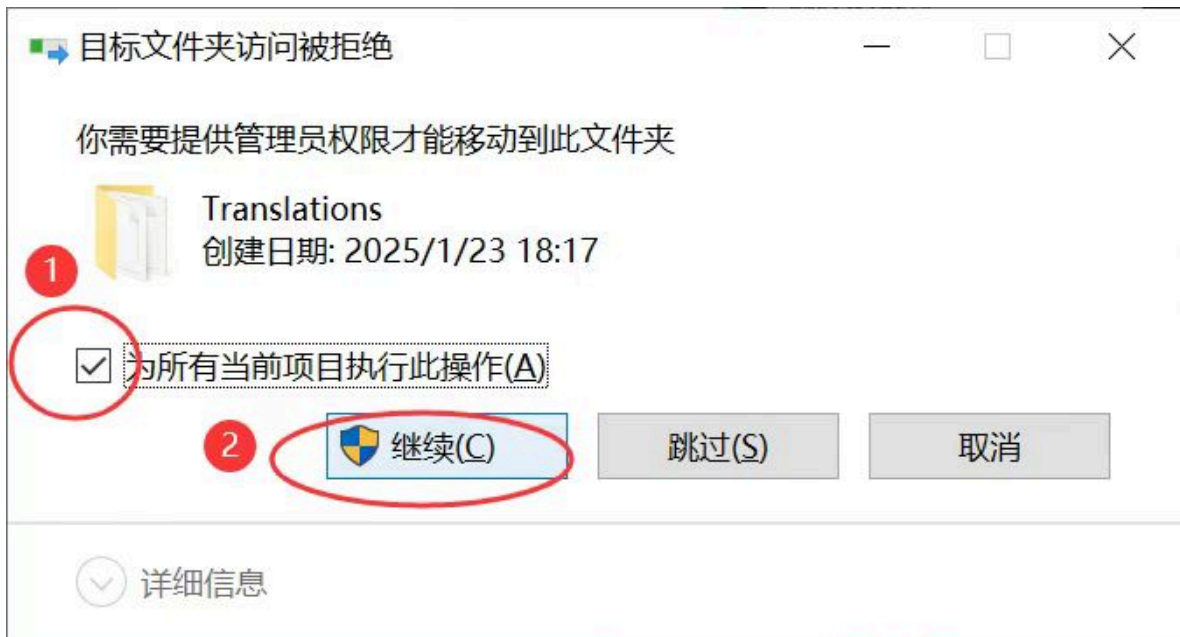 目标文件夹访问被拒绝
你需要提供管理员权限才能移动到此文件夹
Translations
创建日期: 2025/1/23 18:17
1
为所有当前项目执行此操作(A)
2 继续(C) 跳过(S) 取消
详细信息